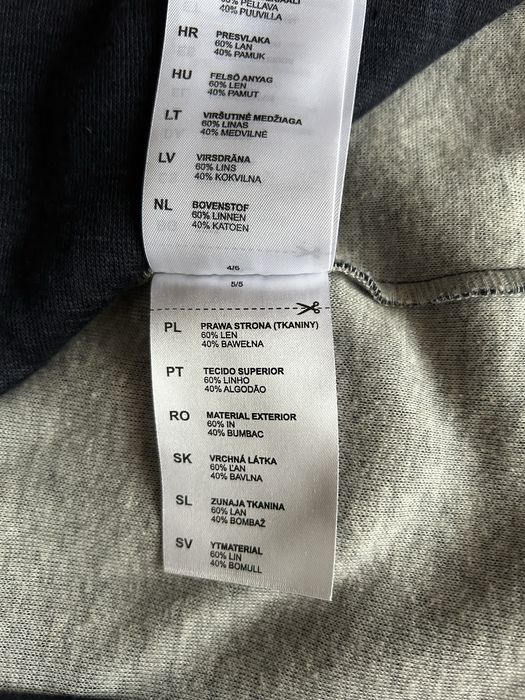 PELLAVA
40% PUUVILLA
HR PRESVLAKA
60% LAN
40% PAMUK
HU FELSŐ ANYAG
60% LEN
40% PAMUT
LT VIRŠUTINĖ MEDŽIAGA
60% LINAS
40% MEDVILNĖ
LV VIRSDRĀNA
60% LINS
40% KOKVILNA
NL BOVENSTOF
60% LINNEN
40% KATOEN
4/5
5/5
PL PRAWA STRONA (TKANINY)
60% LEN
40% BAWEŁNA
PT TECIDO SUPERIOR
60% LINHO
40% ALGODÃO
RO MATERIAL EXTERIOR
60% IN
40% BUMBAC
SK VRCHNÁ LÁTKA
60% ĽAN
40% BAVLNA
SL ZUNAJA TKANINA
60% LAN
40% BOMBAŽ
SV YTMATERIAL
60% LIN
40% BOMULL